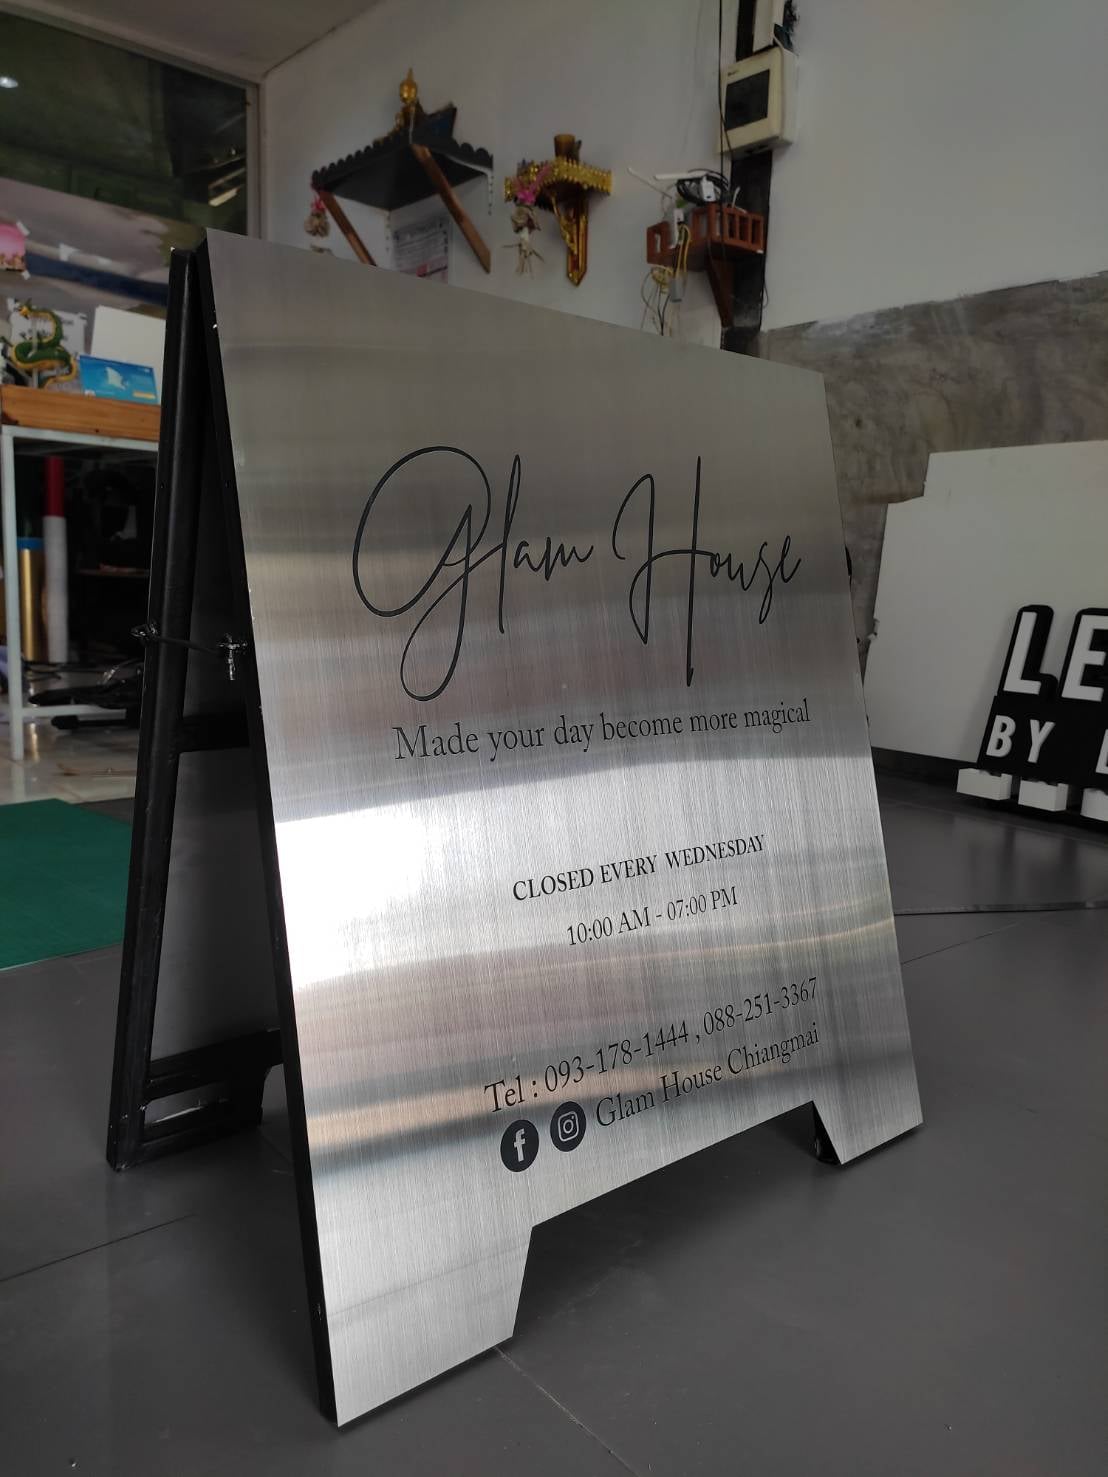 Glam House
Made your day become more magical
CLOSED EVERY WEDNESDAY
10:00 AM - 07:00 PM
Tel : 093-178-1444 , 088-251-3367
Glam House Chiangmai
LE
BY